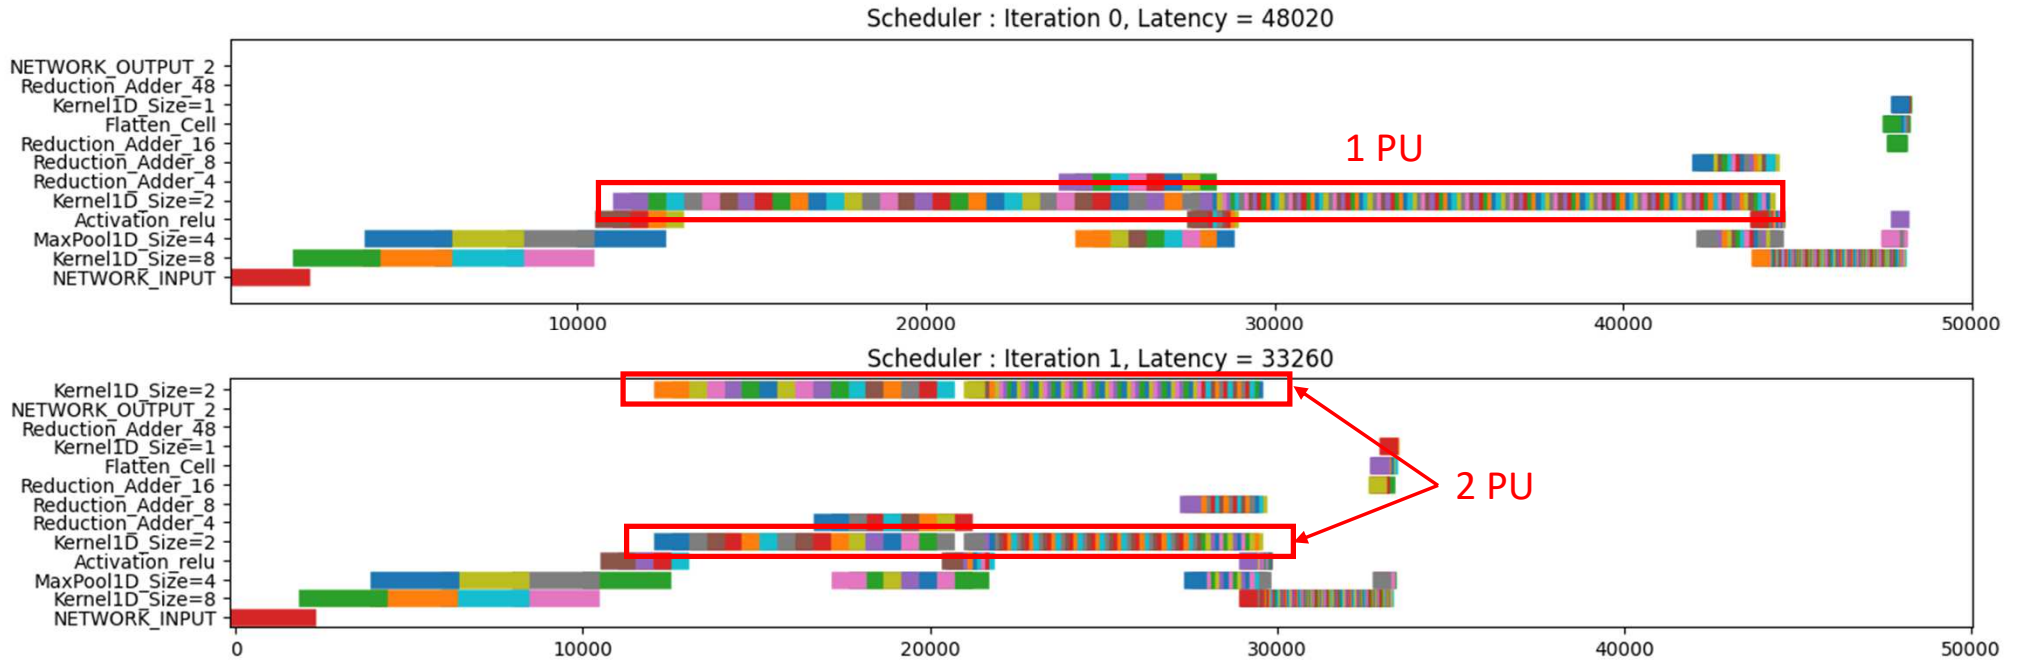 Scheduler : Iteration 0, Latency = 48020
NETWORK_OUTPUT_2
Reduction_Adder_48
Kernel1D_Size=1
Flatten_Cell
Reduction_Adder_16
Reduction_Adder_8
Reduction_Adder_4
Kernel1D_Size=2
Activation_relu
MaxPool1D_Size=4
Kernel1D_Size=8
NETWORK_INPUT
1 PU
10000 20000 30000 40000 50000
Scheduler : Iteration 1, Latency = 33260
Kernel1D_Size=2
NETWORK_OUTPUT_2
Reduction_Adder_48
Kernel1D_Size=1
Flatten_Cell
Reduction_Adder_16
Reduction_Adder_8
Reduction_Adder_4
Kernel1D_Size=2
Activation_relu
MaxPool1D_Size=4
Kernel1D_Size=8
NETWORK_INPUT
2 PU
0 10000 20000 30000 40000 50000